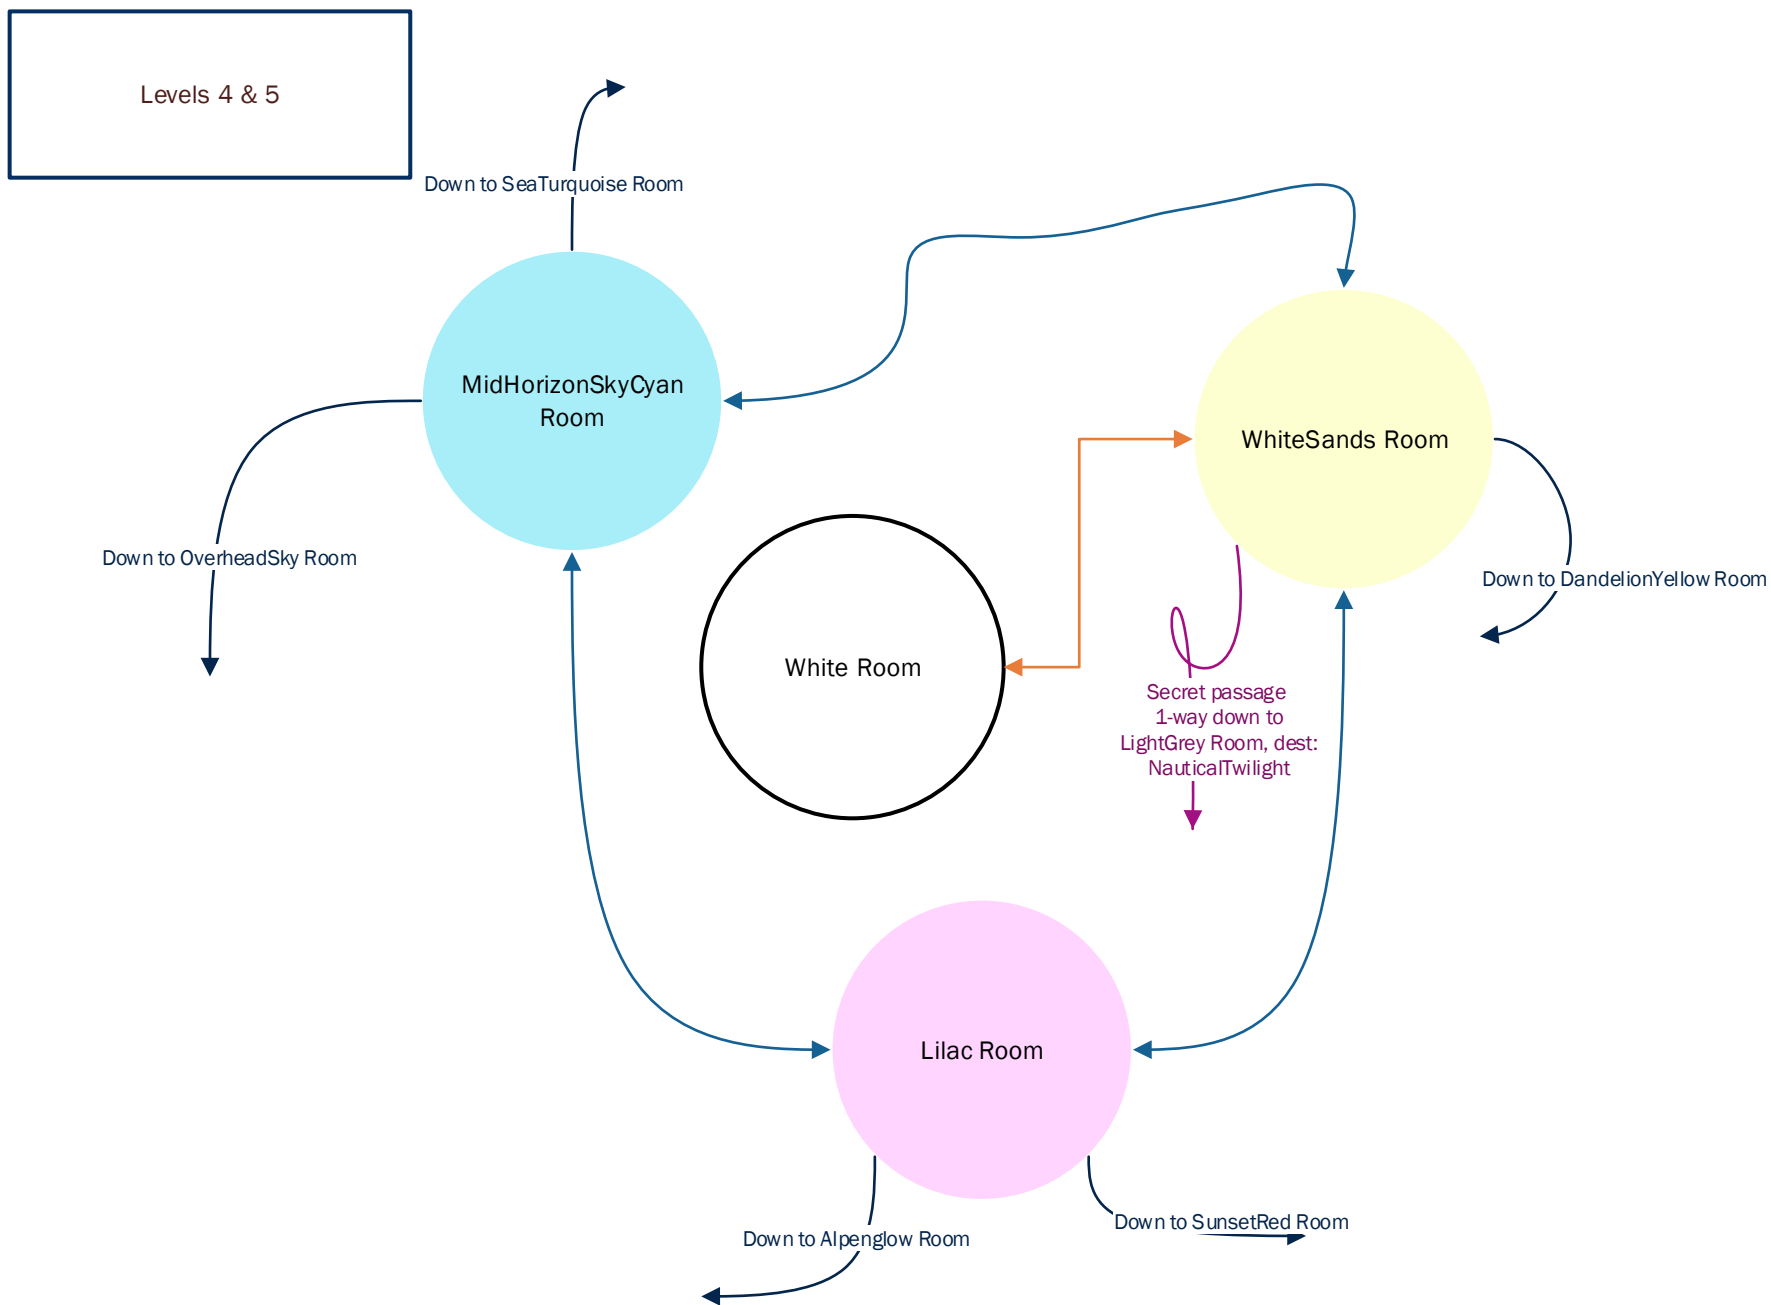 Levels 4 & 5
Down to SeaTurquoise Room
MidHorizonSkyCyan
Room
WhiteSands Room
Down to OverheadSky Room
Down to DandelionYellow Room
White Room
Secret passage
1-way down to
LightGrey Room, dest:
NauticalTwilight
Lilac Room
Down to Alpenglow Room
Down to SunsetRed Room